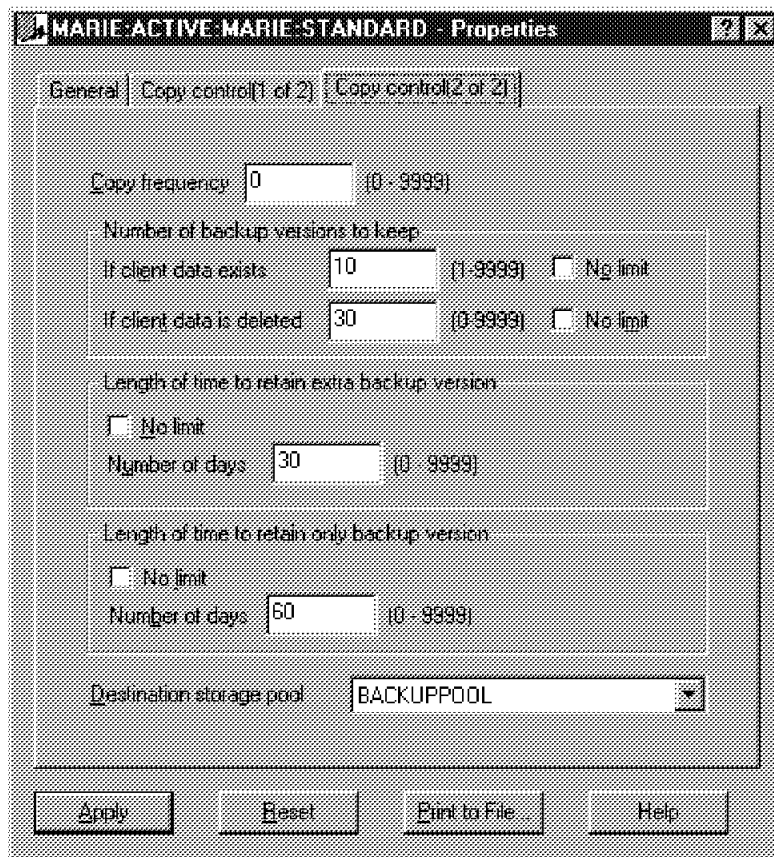 MARIE:ACTIVE:MARIE:STANDARD - Properties
General Copy control(1 of 2) Copy control(2 of 2)
Copy frequency 0 (0 - 9999)
Number of backup versions to keep
If client data exists 10 (1-9999) No limit
If client data is deleted 30 (0-9999) No limit
Length of time to retain extra backup version
No limit
Number of days 30 (0 - 9999)
Length of time to retain only backup version
No limit
Number of days 60 (0 - 9999)
Destination storage pool BACKUPPOOL
Apply Reset Print to File... Help